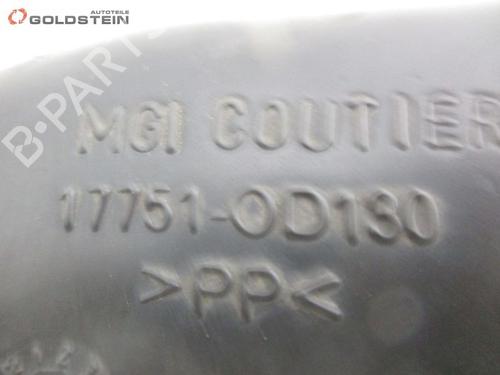 AUTOTEILE
GOLDSTEIN
B-PARTS
MGI COUTIER
17751-0D130
>PP<